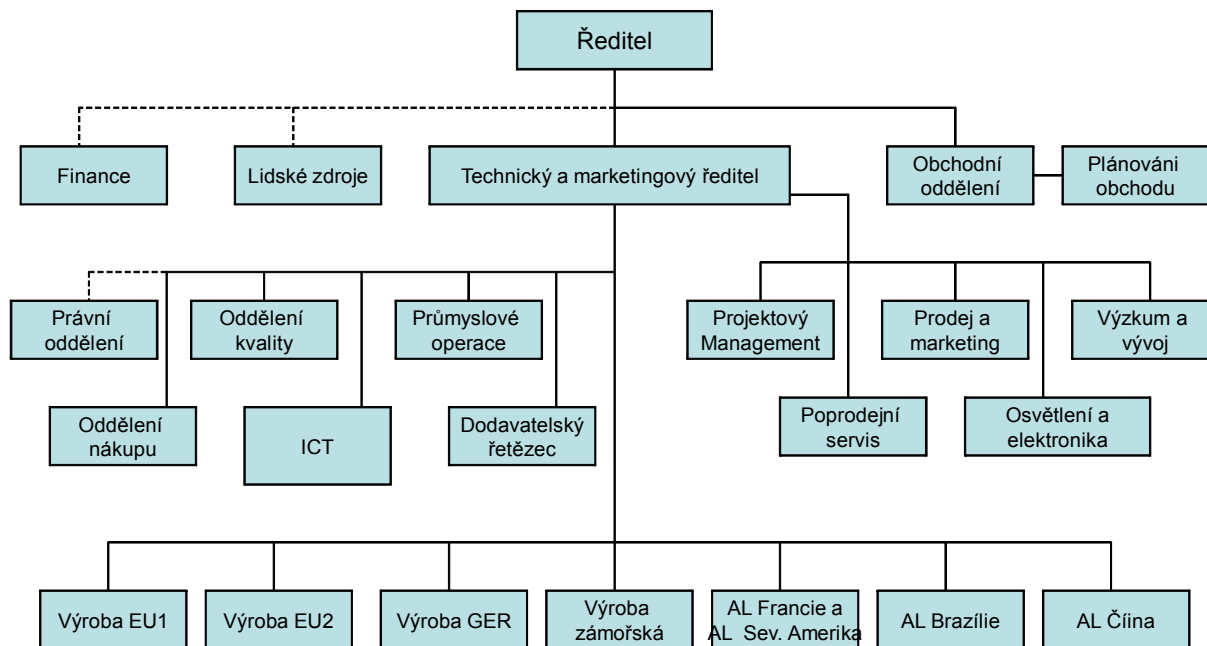 Ředitel
Finance
Lidské zdroje
Technický a marketingový ředitel
Obchodní
oddělení
Plánováni
obchodu
Právní
oddělení
Oddělení
kvality
Průmyslové
operace
Projektový
Management
Prodej a
marketing
Výzkum a
vývoj
Oddělení
nákupu
ICT
Dodavatelský
řetězec
Poprodejní
servis
Osvětlení a
elektronika
Výroba EU1
Výroba EU2
Výroba GER
Výroba
zámořská
AL Francie a
AL Sev. Amerika
AL Brazílie
AL Číina